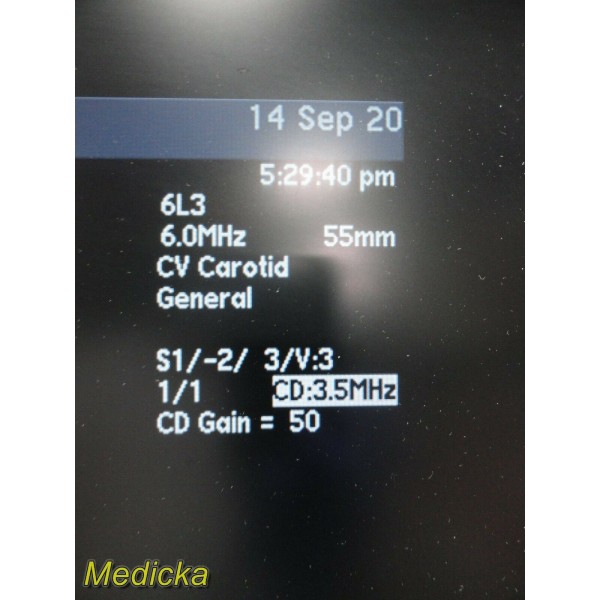 14 Sep 20
5:29:40 pm
6L3
6.0MHz 55mm
CV Carotid
General
S1/-2/ 3/V:3
1/1 CD:3.5MHz
CD Gain = 50
Medicka